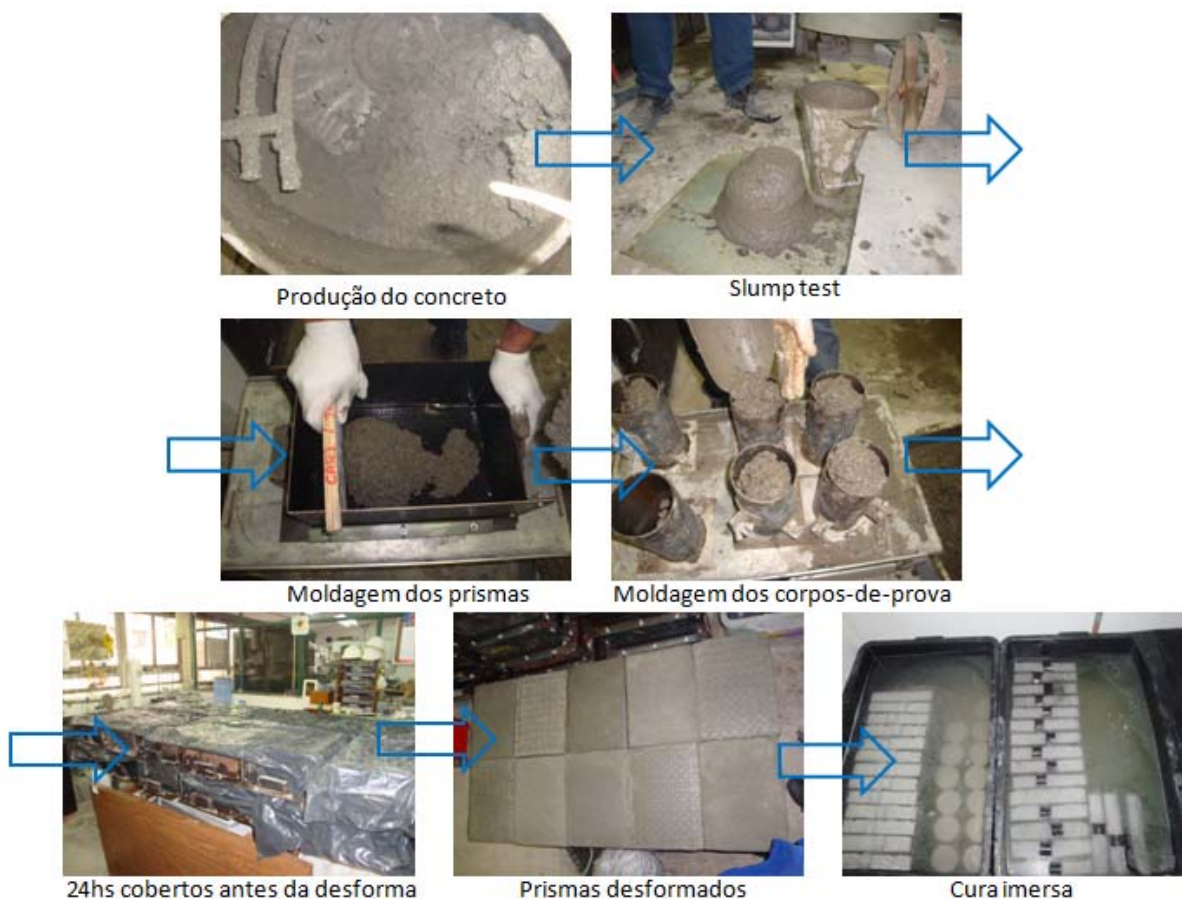 Produção do concreto
Slump test
Moldagem dos prismas
Moldagem dos corpos-de-prova
24hs cobertos antes da desforma
Prismas desformados
Cura imersa